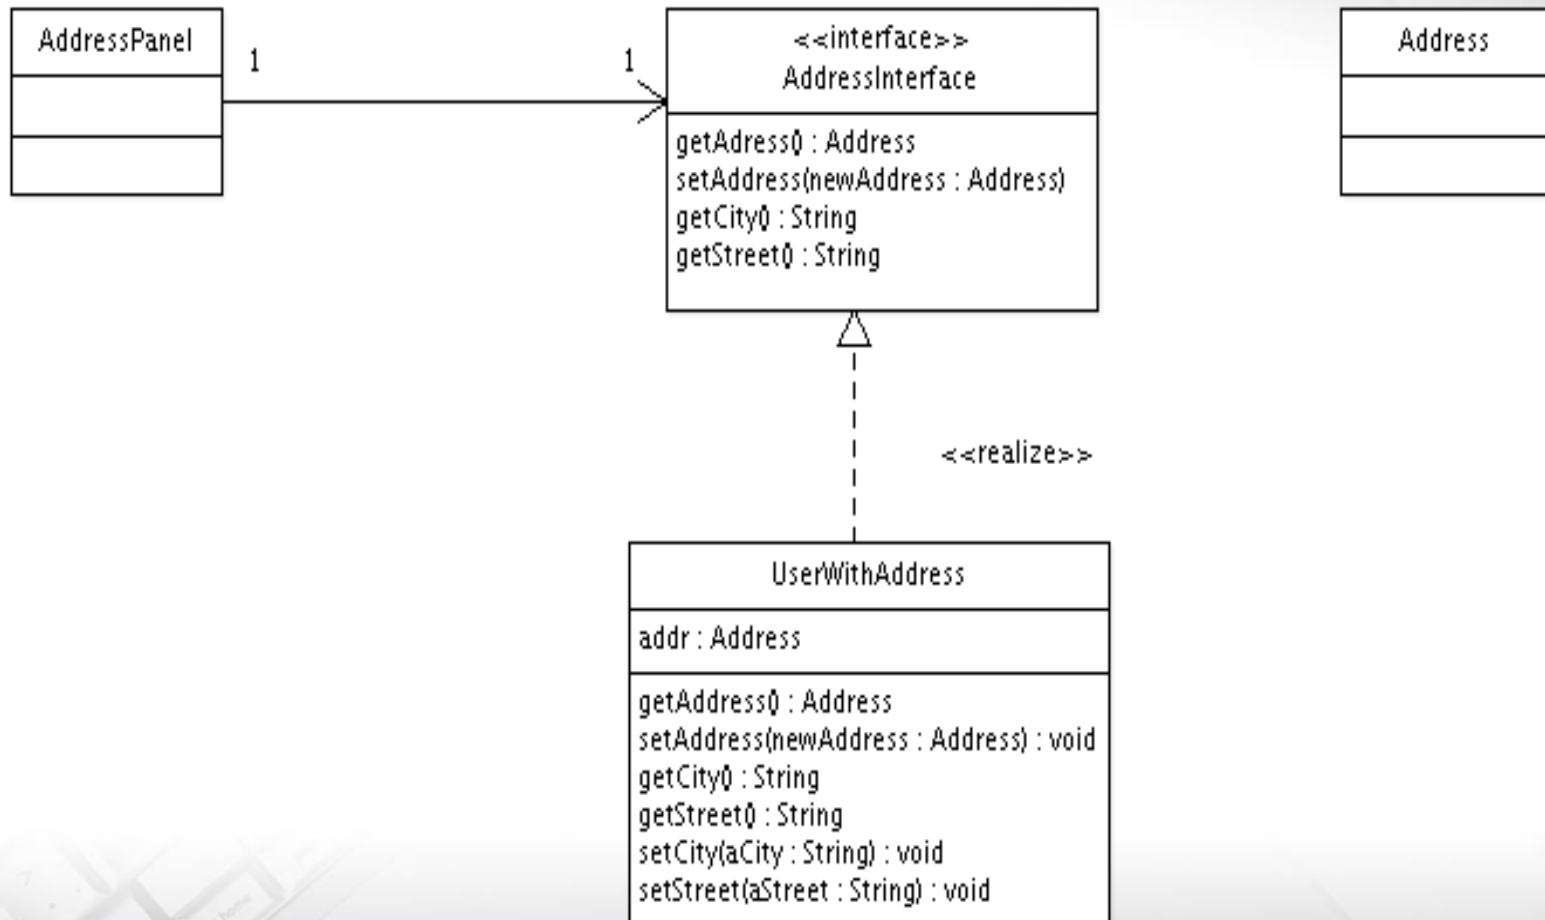 AddressPanel
1
1
<<interface>>
AddressInterface
getAdress() : Address
setAddress(newAddress : Address)
getCity() : String
getStreet() : String
Address
<<realize>>
UserWithAddress
addr : Address
getAddress() : Address
setAddress(newAddress : Address) : void
getCity() : String
getStreet() : String
setCity(aCity : String) : void
setStreet(aStreet : String) : void
home